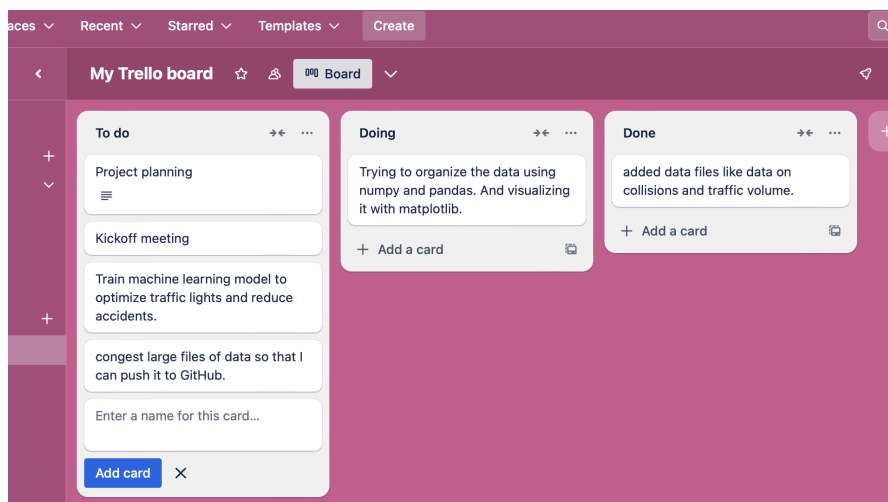 aces Recent Starred Templates Create
My Trello board Board
To do
Project planning
Kickoff meeting
Train machine learning model to
optimize traffic lights and reduce
accidents.
congest large files of data so that I
can push it to GitHub.
Enter a name for this card...
Add card
Doing
Trying to organize the data using
numpy and pandas. And visualizing
it with matplotlib.
+ Add a card
Done
added data files like data on
collisions and traffic volume.
+ Add a card